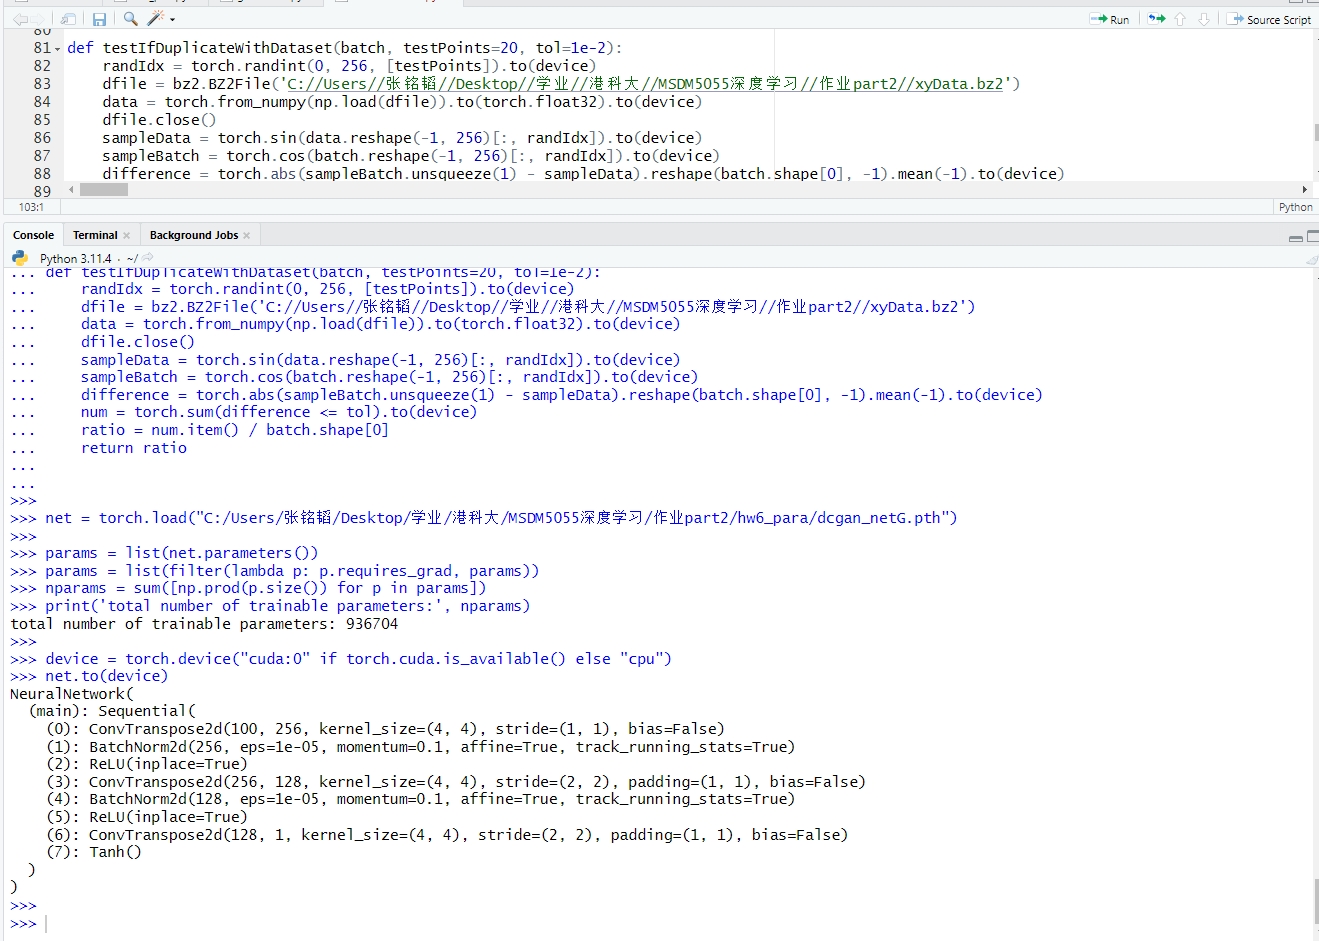 Run
Source Script
80
81 def testIfDuplicateWithDataset(batch, testPoints=20, tol=1e-2):
82     randIdx = torch.randint(0, 256, [testPoints]).to(device)
83     dfile = bz2.BZ2File('C://Users//张铭韬//Desktop//学业//港科大//MSDM5055深度学习//作业part2//xyData.bz2')
84     data = torch.from_numpy(np.load(dfile)).to(torch.float32).to(device)
85     dfile.close()
86     sampleData = torch.sin(data.reshape(-1, 256)[:, randIdx]).to(device)
87     sampleBatch = torch.cos(batch.reshape(-1, 256)[:, randIdx]).to(device)
88     difference = torch.abs(sampleBatch.unsqueeze(1) - sampleData).reshape(batch.shape[0], -1).mean(-1).to(device)
89
103:1
Python
Console
Terminal
Background Jobs
Python 3.11.4 · ~/
... def testIfDuplicateWithDataset(batch, testPoints=20, tol=1e-2):
...     randIdx = torch.randint(0, 256, [testPoints]).to(device)
...     dfile = bz2.BZ2File('C://Users//张铭韬//Desktop//学业//港科大//MSDM5055深度学习//作业part2//xyData.bz2')
...     data = torch.from_numpy(np.load(dfile)).to(torch.float32).to(device)
...     dfile.close()
...     sampleData = torch.sin(data.reshape(-1, 256)[:, randIdx]).to(device)
...     sampleBatch = torch.cos(batch.reshape(-1, 256)[:, randIdx]).to(device)
...     difference = torch.abs(sampleBatch.unsqueeze(1) - sampleData).reshape(batch.shape[0], -1).mean(-1).to(device)
...     num = torch.sum(difference <= tol).to(device)
...     ratio = num.item() / batch.shape[0]
...     return ratio
...
...
>>>
>>> net = torch.load("C:/Users/张铭韬/Desktop/学业/港科大/MSDM5055深度学习/作业part2/hw6_para/dcgan_netG.pth")
>>>
>>> params = list(net.parameters())
>>> params = list(filter(lambda p: p.requires_grad, params))
>>> nparams = sum([np.prod(p.size()) for p in params])
>>> print('total number of trainable parameters:', nparams)
total number of trainable parameters: 936704
>>>
>>> device = torch.device("cuda:0" if torch.cuda.is_available() else "cpu")
>>> net.to(device)
NeuralNetwork(
  (main): Sequential(
    (0): ConvTranspose2d(100, 256, kernel_size=(4, 4), stride=(1, 1), bias=False)
    (1): BatchNorm2d(256, eps=1e-05, momentum=0.1, affine=True, track_running_stats=True)
    (2): ReLU(inplace=True)
    (3): ConvTranspose2d(256, 128, kernel_size=(4, 4), stride=(2, 2), padding=(1, 1), bias=False)
    (4): BatchNorm2d(128, eps=1e-05, momentum=0.1, affine=True, track_running_stats=True)
    (5): ReLU(inplace=True)
    (6): ConvTranspose2d(128, 1, kernel_size=(4, 4), stride=(2, 2), padding=(1, 1), bias=False)
    (7): Tanh()
  )
)
>>>
>>>